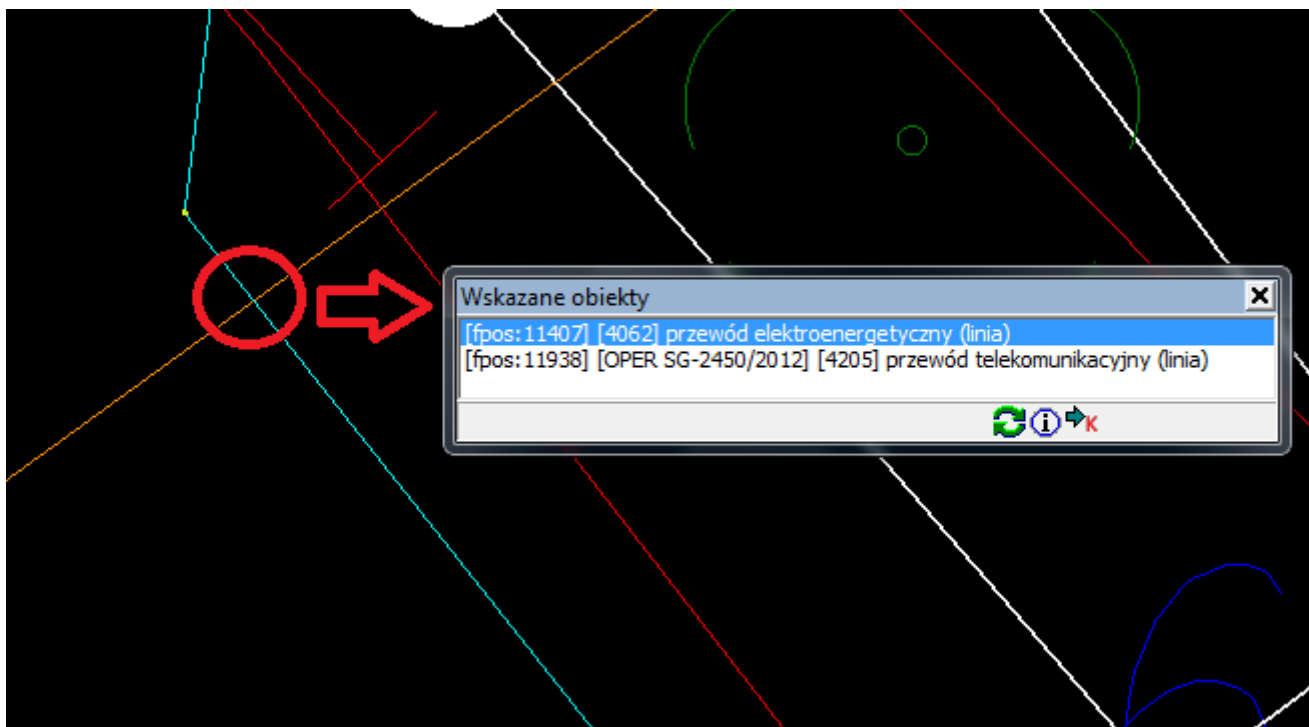 Wskazane obiekty
[fpos:11407] [4062] przewód elektroenergetyczny (linia)
[fpos:11938] [OPER SG-2450/2012] [4205] przewód telekomunikacyjny (linia)
K